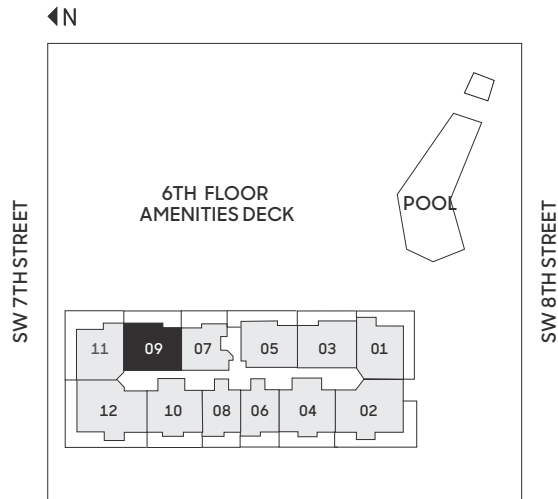 N
6TH FLOOR
AMENITIES DECK
POOL
SW 7TH STREET
SW 8TH STREET
11 09 07 05 03 01
12 10 08 06 04 02